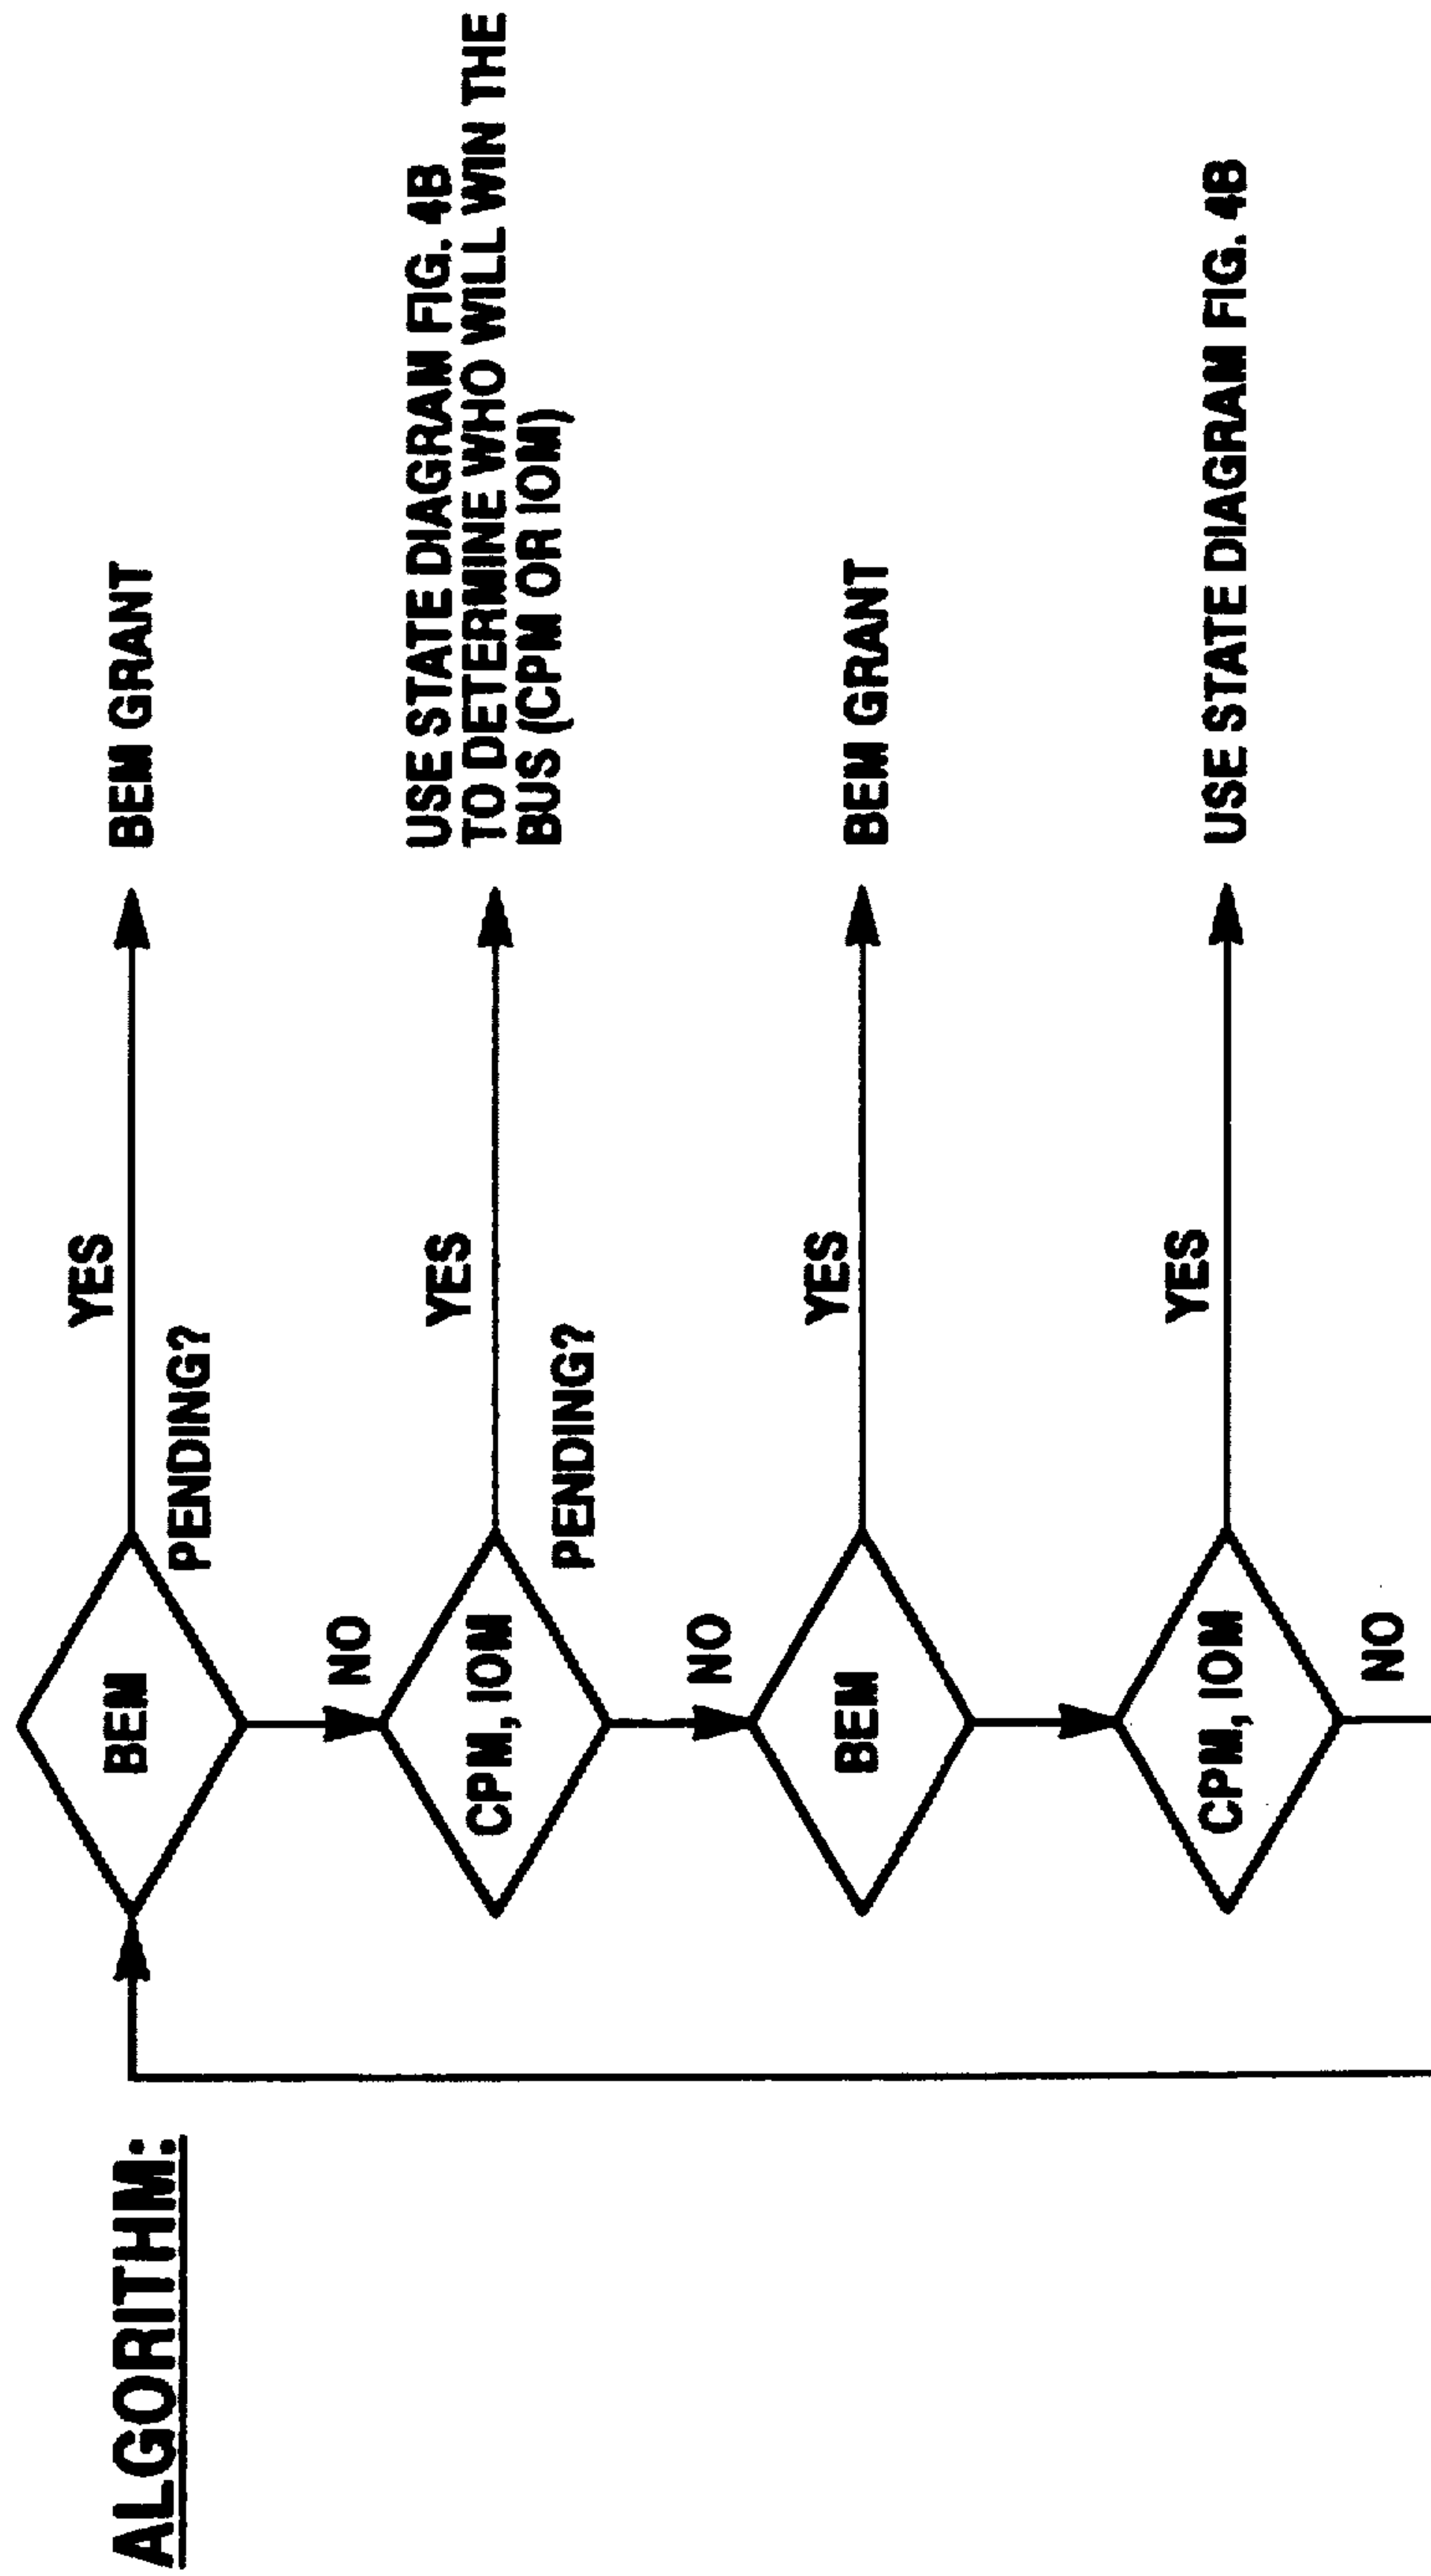 ALGORITHM:
BEM
YES
BEM GRANT
PENDING?
NO
CPM, IOM
YES
USE STATE DIAGRAM FIG. 4B
TO DETERMINE WHO WILL WIN THE
BUS (CPM OR IOM)
PENDING?
NO
BEM
YES
BEM GRANT
CPM, IOM
YES
USE STATE DIAGRAM FIG. 4B
NO